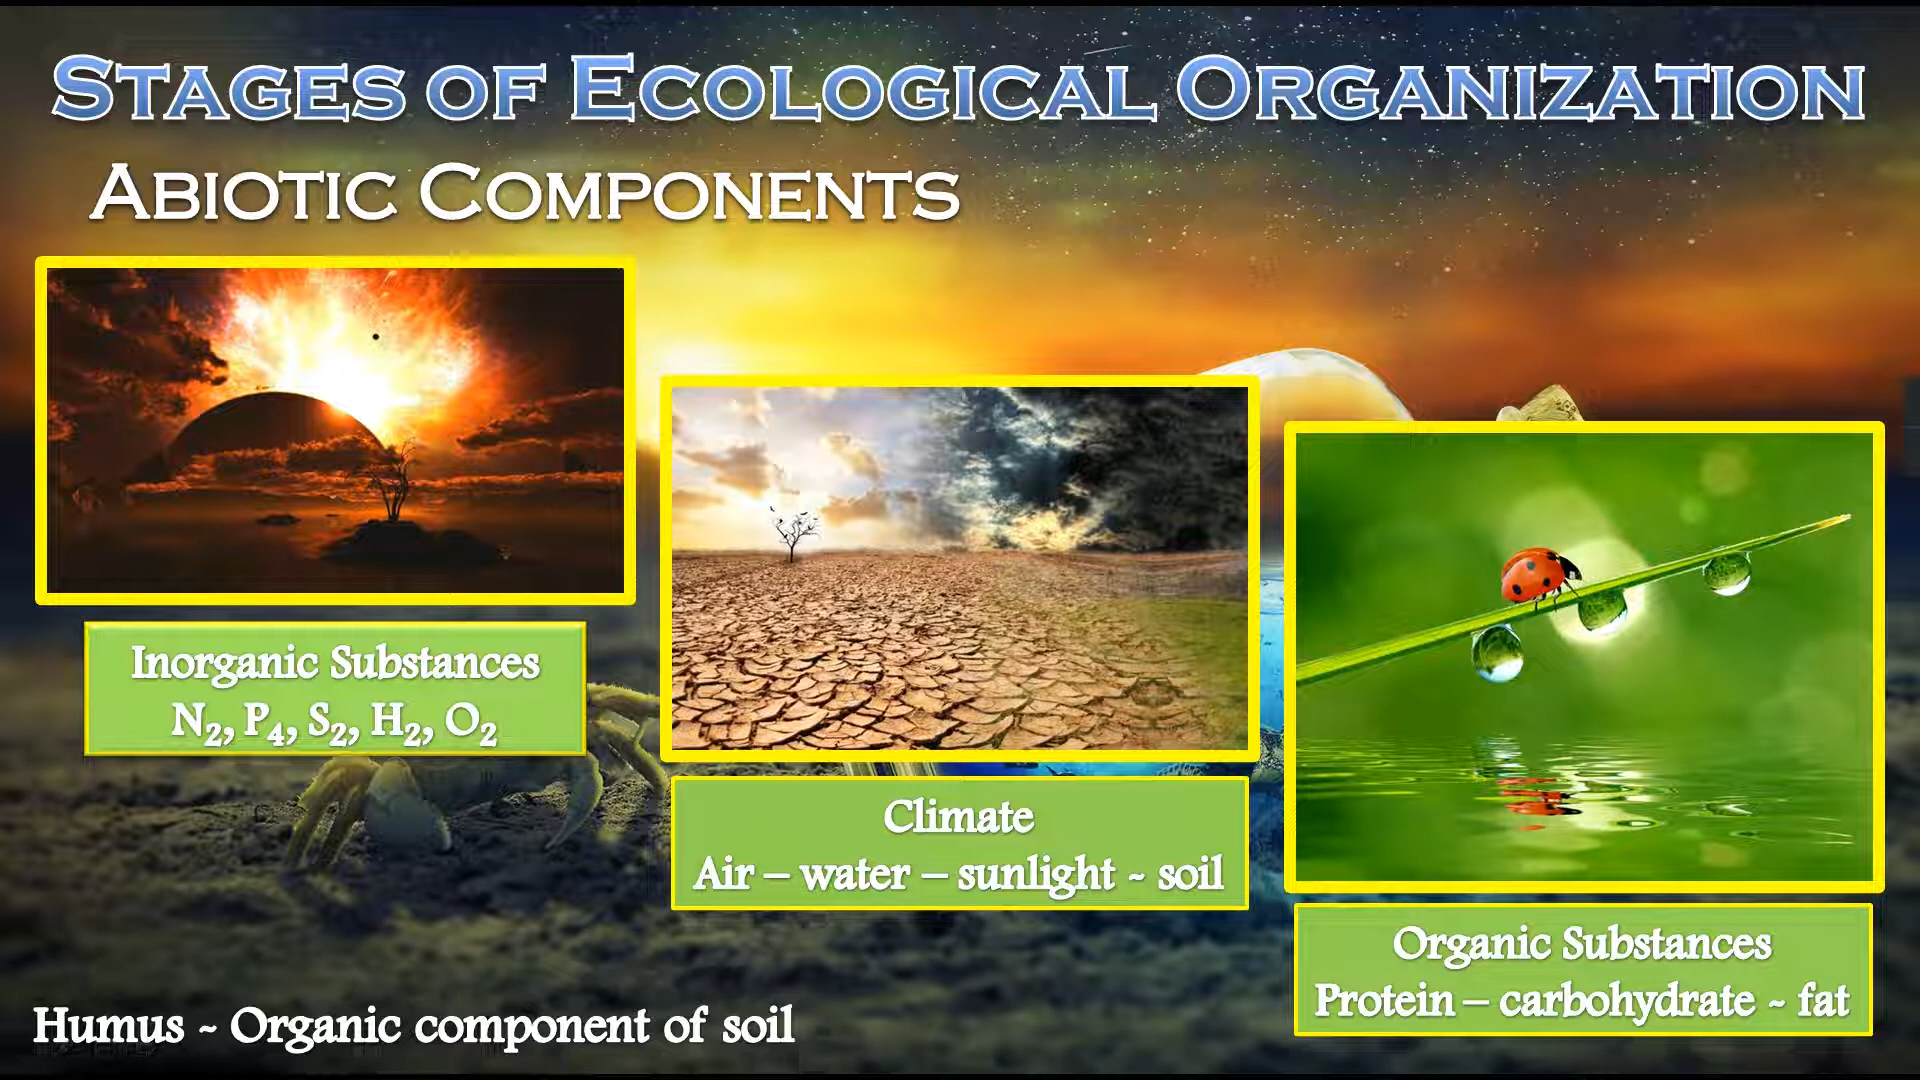 STAGES OF ECOLOGICAL ORGANIZATION
ABIOTIC COMPONENTS
Inorganic Substances
N₂, P₄, S₂, H₂, O₂
Climate
Air – water – sunlight - soil
Organic Substances
Protein – carbohydrate - fat
Humus - Organic component of soil